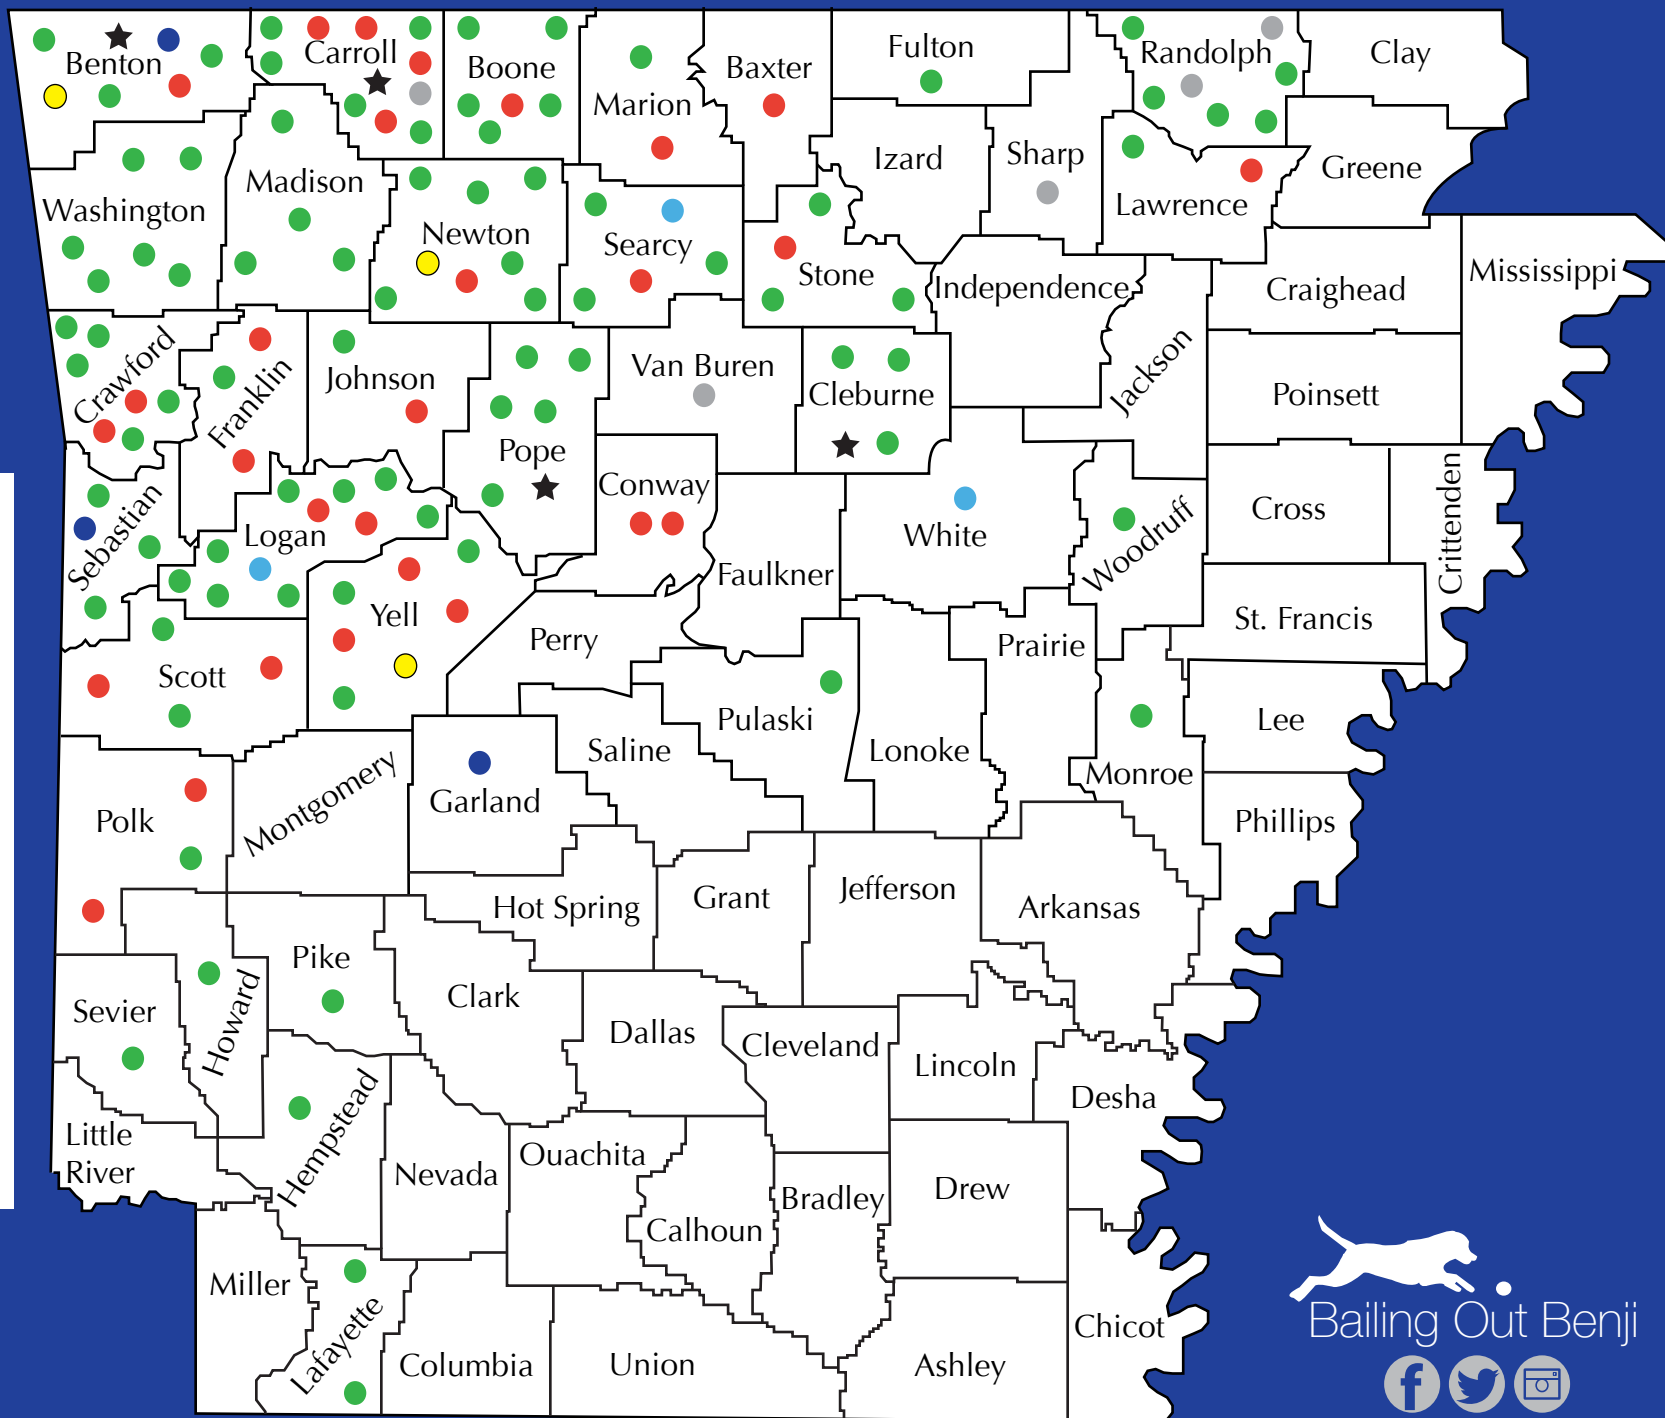 Benton
Carroll
Boone
Marion
Baxter
Fulton
Randolph
Clay
Washington
Madison
Newton
Searcy
Stone
Izard
Sharp
Lawrence
Greene
Independence
Craighead
Mississippi
Crawford
Franklin
Johnson
Pope
Van Buren
Cleburne
Jackson
Poinsett
Sebastian
Logan
Conway
White
Woodruff
Cross
Crittenden
Faulkner
Yell
Perry
Prairie
St. Francis
Scott
Pulaski
Saline
Lonoke
Monroe
Lee
Polk
Montgomery
Garland
Phillips
Hot Spring
Grant
Jefferson
Arkansas
Pike
Sevier
Howard
Clark
Dallas
Cleveland
Lincoln
Desha
Little
River
Hempstead
Nevada
Ouachita
Calhoun
Bradley
Drew
Miller
Lafayette
Columbia
Union
Ashley
Chicot
Bailing Out Benji